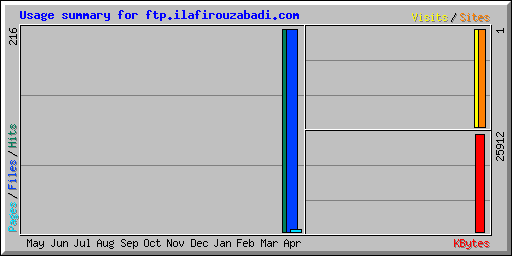 Usage summary for ftp.ilafirouzabadi.com
Visits / Sites
216
1
Pages / Files / Hits
25912
May Jun Jul Aug Sep Oct Nov Dec Jan Feb Mar Apr
KBytes